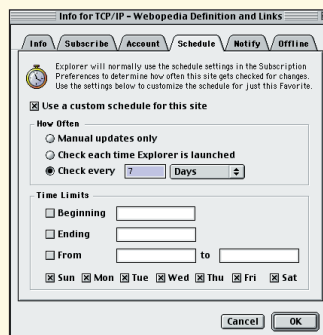 Info for TCP/IP – Webopedia Definition and Links
Info Subscribe Account Schedule Notify Offline
Explorer will normally use the schedule settings in the Subscription
Preferences to determine how often this site gets checked for changes.
Use the settings below to customize the schedule for just this Favorite.
Use a custom schedule for this site
How Often
Manual updates only
Check each time Explorer is launched
Check every 7 Days
Time Limits
Beginning
Ending
From to
Sun Mon Tue Wed Thu Fri Sat
Cancel OK